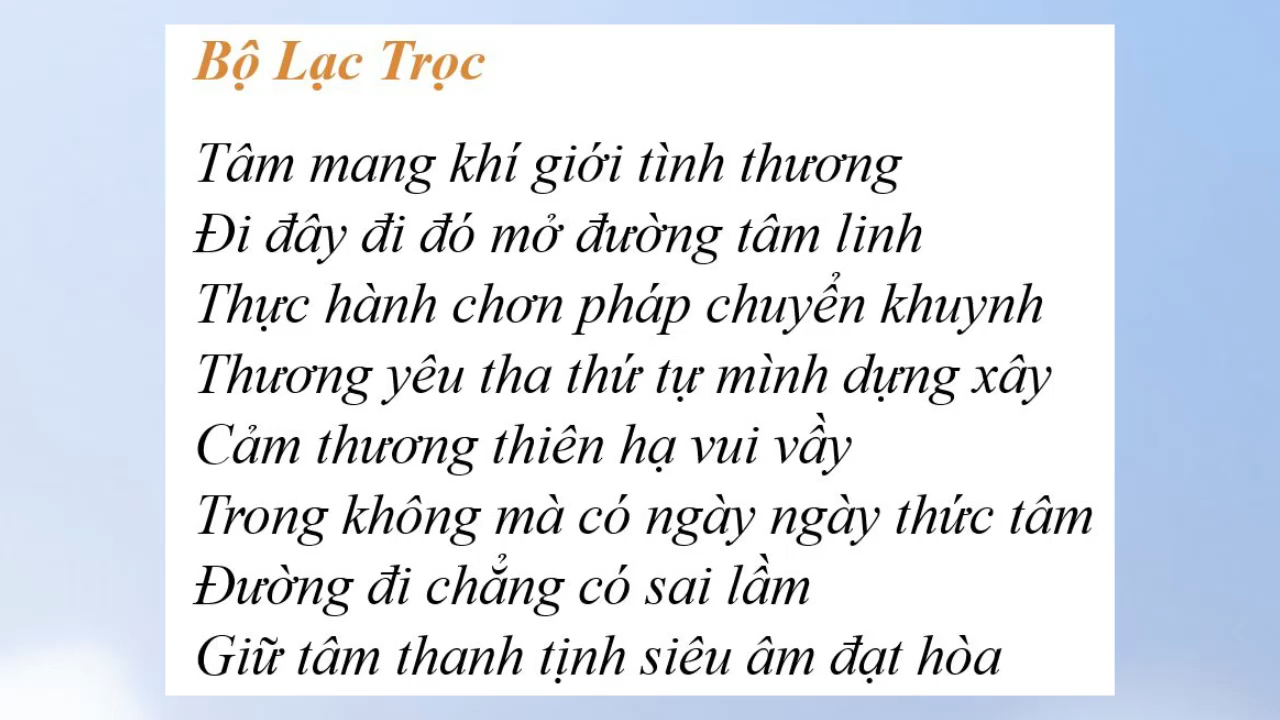 Bộ Lạc Trọc
Tâm mang khí giới tình thương
Đi đây đi đó mở đường tâm linh
Thực hành chơn pháp chuyển khuynh
Thương yêu tha thứ tự mình dựng xây
Cảm thương thiên hạ vui vầy
Trong không mà có ngày ngày thức tâm
Đường đi chẳng có sai lầm
Giữ tâm thanh tịnh siêu âm đạt hòa